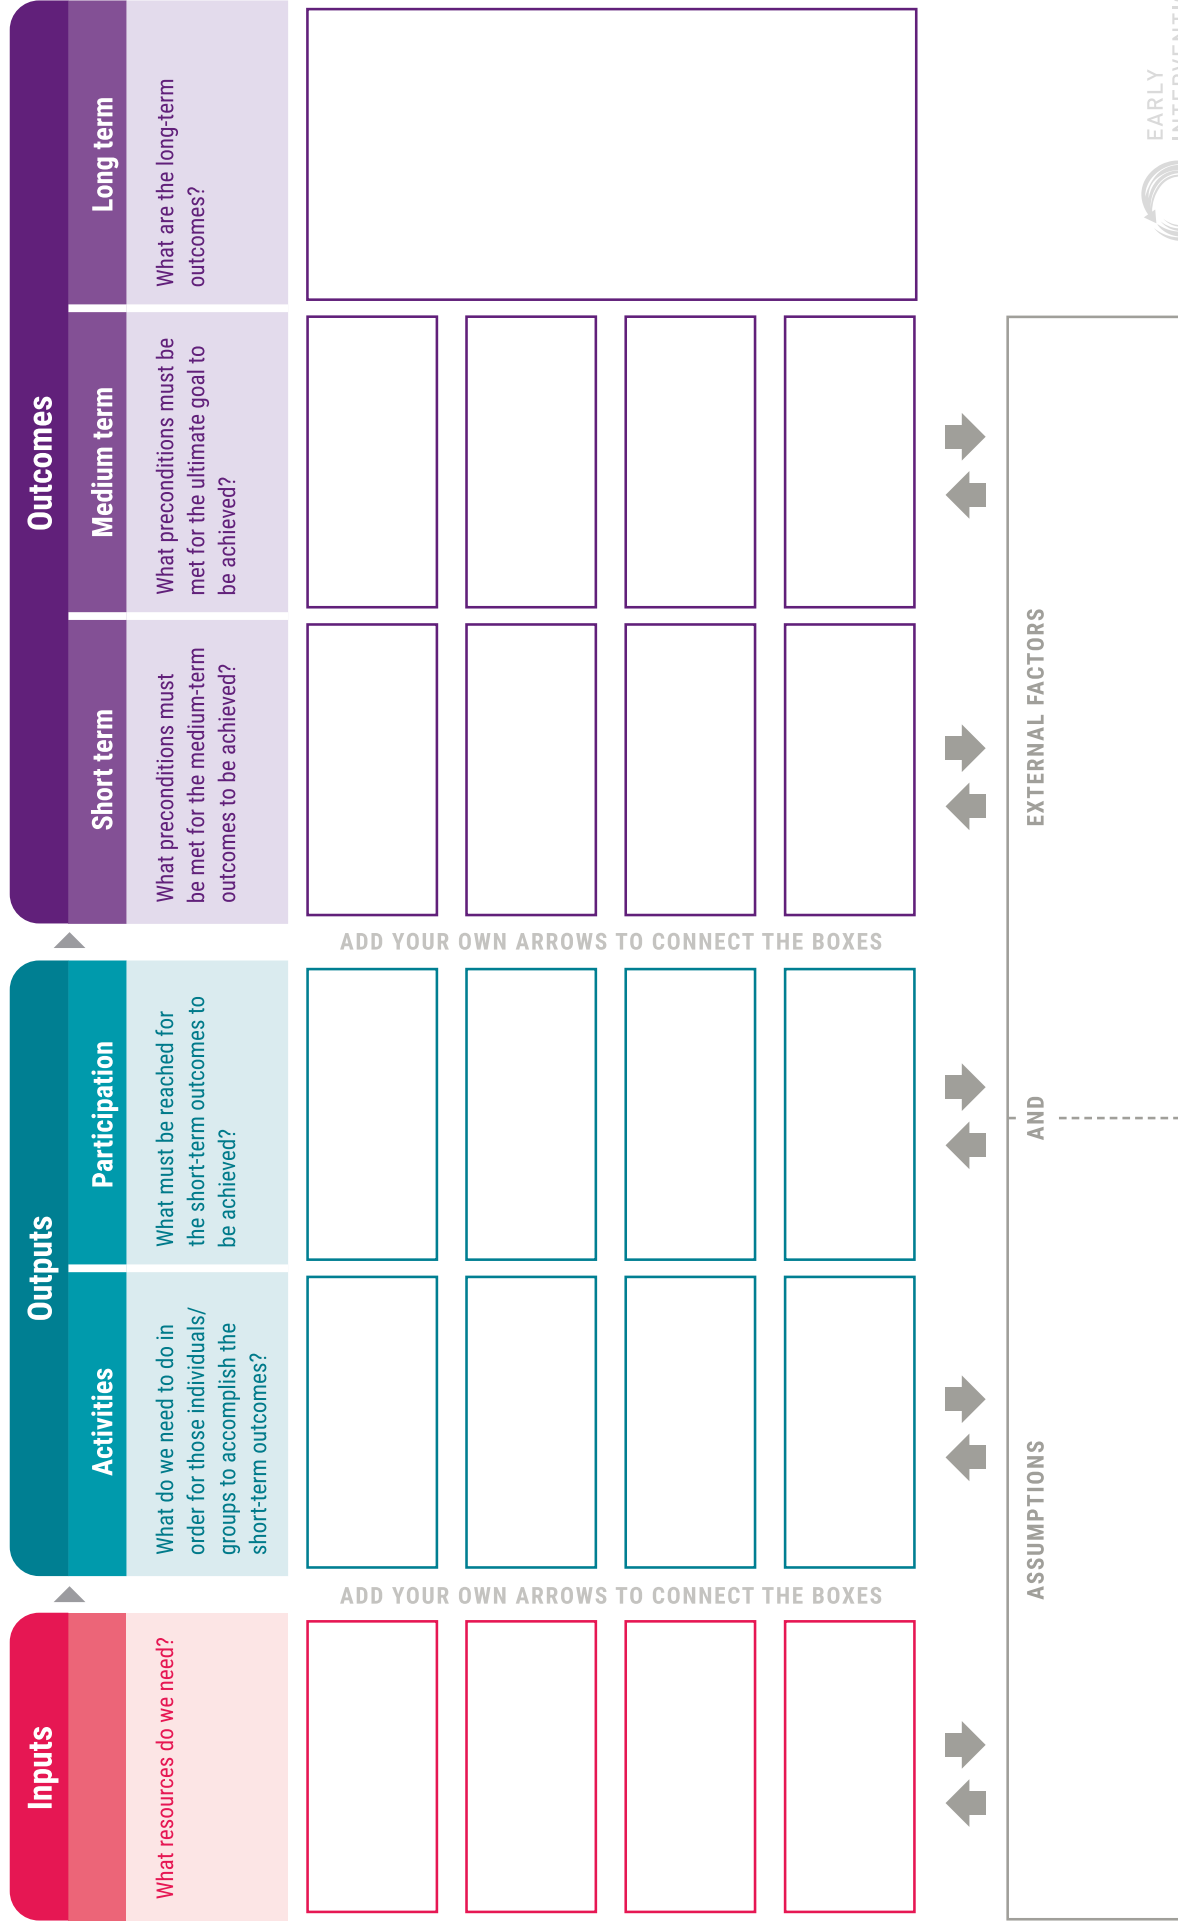 Inputs
What resources do we need?
Outputs
Activities
What do we need to do in
order for those individuals/
groups to accomplish the
short-term outcomes?
Participation
What must be reached for
the short-term outcomes to
be achieved?
Outcomes
Short term
What preconditions must
be met for the medium-term
outcomes to be achieved?
Medium term
What preconditions must be
met for the ultimate goal to
be achieved?
Long term
What are the long-term
outcomes?
ADD YOUR OWN ARROWS TO CONNECT THE BOXES
ADD YOUR OWN ARROWS TO CONNECT THE BOXES
ASSUMPTIONS
AND
EXTERNAL FACTORS
EARLY